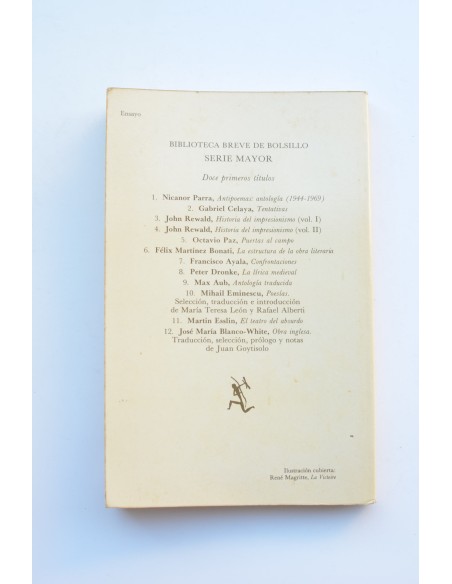 Ensayo
BIBLIOTECA BREVE DE BOLSILLO
SERIE MAYOR
Doce primeros títulos
1. Nicanor Parra, Antipoemas: antología (1944-1969)
2. Gabriel Celaya, Tentativas
3. John Rewald, Historia del impresionismo (vol. I)
4. John Rewald, Historia del impresionismo (vol. II)
5. Octavio Paz, Puertas al campo
6. Félix Martínez Bonati, La estructura de la obra literaria
7. Francisco Ayala, Confrontaciones
8. Peter Dronke, La lírica medieval
9. Max Aub, Antología traducida
10. Mihail Eminescu, Poesías.
Selección, traducción e introducción
de María Teresa León y Rafael Alberti
11. Martin Esslin, El teatro del absurdo
12. José María Blanco-White, Obra inglesa.
Traducción, selección, prólogo y notas
de Juan Goytisolo
Ilustración cubierta:
René Magritte, La Victoire